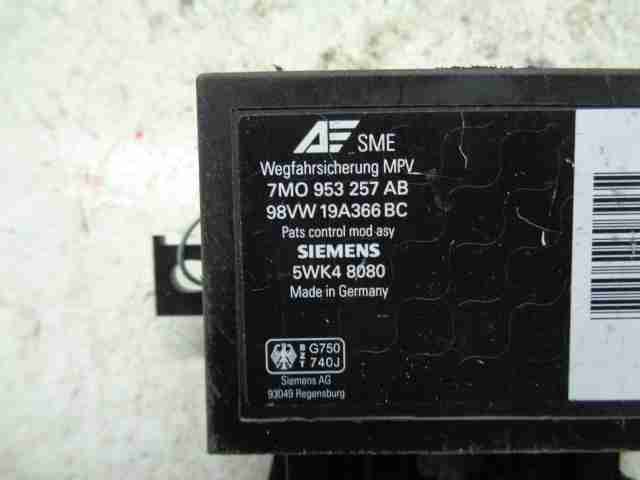 AE SME
Wegfahrsicherung MPV
7M0 953 257 AB
98VW 19A366 BC
Pats control mod asy
SIEMENS
5WK4 8080
Made in Germany
BZT G750
740J
Siemens AG
93049 Regensburg